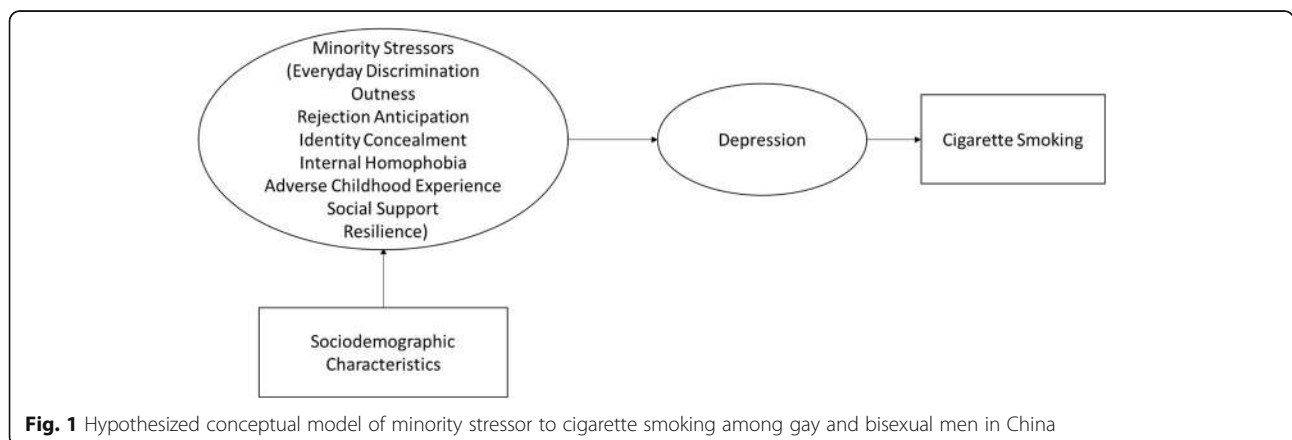 Minority Stressors
(Everyday Discrimination
Outness
Rejection Anticipation
Identity Concealment
Internal Homophobia
Adverse Childhood Experience
Social Support
Resilience)
Depression
Cigarette Smoking
Sociodemographic
Characteristics
Fig. 1 Hypothesized conceptual model of minority stressor to cigarette smoking among gay and bisexual men in China